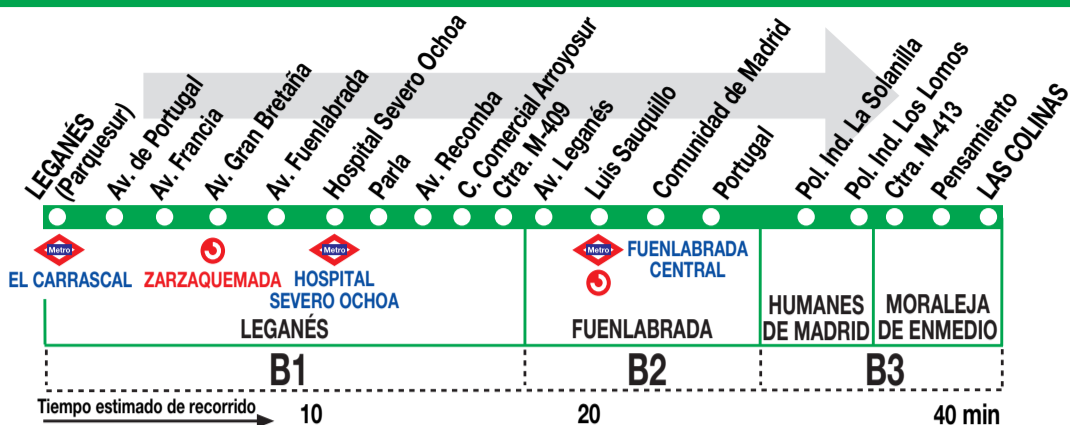 LEGANÉS
(Parquesur)
Av. de Portugal
Av. Francia
Av. Gran Bretaña
Av. Fuenlabrada
Hospital Severo Ochoa
Parla
Av. Recomba
C. Comercial Arroyosur
Ctra. M-409
Av. Leganés
Luis Sauquillo
Comunidad de Madrid
Portugal
Pol. Ind. La Solanilla
Pol. Ind. Los Lomos
Ctra. M-413
Pensamiento
LAS COLINAS
Metro
EL CARRASCAL
ZARZAQUEMADA
Metro
HOSPITAL
SEVERO OCHOA
Metro
FUENLABRADA
CENTRAL
LEGANÉS
FUENLABRADA
HUMANES
DE MADRID
MORALEJA
DE ENMEDIO
B1
B2
B3
Tiempo estimado de recorrido
10
20
40 min